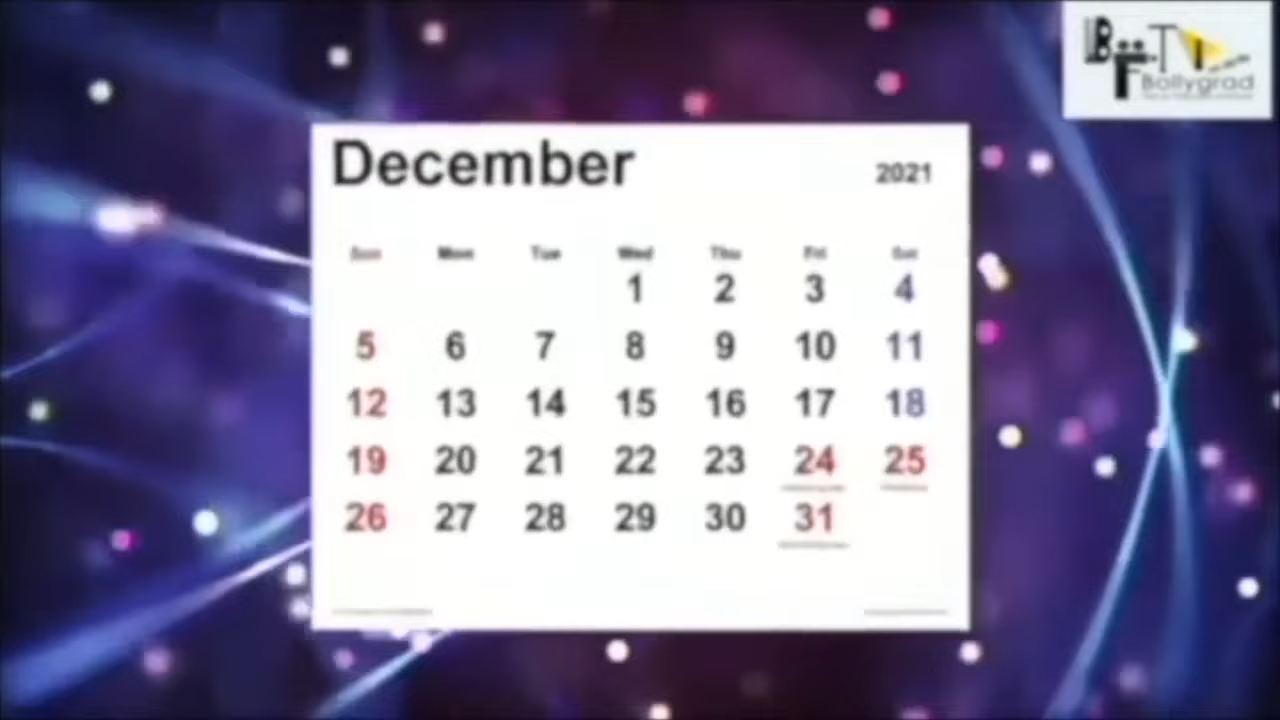 Bollygrad
December 2021
Sun Mon Tue Wed Thu Fri Sat
1 2 3 4
5 6 7 8 9 10 11
12 13 14 15 16 17 18
19 20 21 22 23 24 25
26 27 28 29 30 31